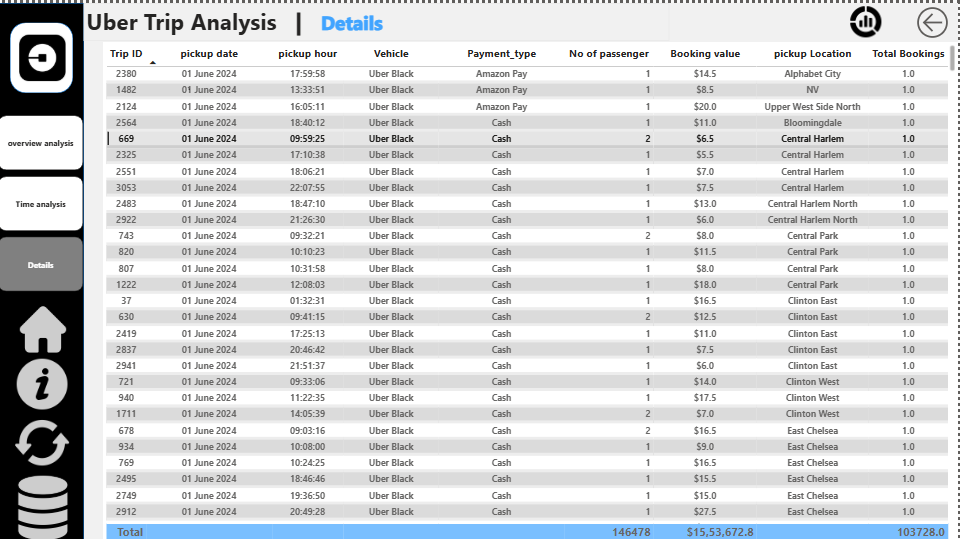 Uber Trip Analysis | Details
Trip ID pickup date pickup hour Vehicle Payment_type No of passenger Booking value pickup Location Total Bookings
2380 01 June 2024 17:59:58 Uber Black Amazon Pay 1 $14.5 Alphabet City 1.0
1482 01 June 2024 13:33:51 Uber Black Amazon Pay 1 $8.5 NV 1.0
2124 01 June 2024 16:05:11 Uber Black Amazon Pay 1 $20.0 Upper West Side North 1.0
2564 01 June 2024 18:40:12 Uber Black Cash 1 $11.0 Bloomingdale 1.0
669 01 June 2024 09:59:25 Uber Black Cash 2 $6.5 Central Harlem 1.0
2325 01 June 2024 17:10:38 Uber Black Cash 1 $5.5 Central Harlem 1.0
2551 01 June 2024 18:06:21 Uber Black Cash 1 $7.0 Central Harlem 1.0
3053 01 June 2024 22:07:55 Uber Black Cash 1 $7.5 Central Harlem 1.0
2483 01 June 2024 18:47:10 Uber Black Cash 1 $13.0 Central Harlem North 1.0
2922 01 June 2024 21:26:30 Uber Black Cash 1 $6.0 Central Harlem North 1.0
743 01 June 2024 09:32:21 Uber Black Cash 2 $8.0 Central Park 1.0
820 01 June 2024 10:10:23 Uber Black Cash 1 $11.5 Central Park 1.0
807 01 June 2024 10:31:58 Uber Black Cash 1 $8.0 Central Park 1.0
1222 01 June 2024 12:08:03 Uber Black Cash 1 $18.0 Central Park 1.0
37 01 June 2024 01:32:31 Uber Black Cash 1 $16.5 Clinton East 1.0
630 01 June 2024 09:41:15 Uber Black Cash 2 $12.5 Clinton East 1.0
2419 01 June 2024 17:25:13 Uber Black Cash 1 $11.0 Clinton East 1.0
2837 01 June 2024 20:46:42 Uber Black Cash 1 $7.5 Clinton East 1.0
2941 01 June 2024 21:51:37 Uber Black Cash 1 $6.0 Clinton East 1.0
721 01 June 2024 09:33:06 Uber Black Cash 1 $14.0 Clinton West 1.0
940 01 June 2024 11:22:35 Uber Black Cash 1 $17.5 Clinton West 1.0
1711 01 June 2024 14:05:39 Uber Black Cash 2 $7.0 Clinton West 1.0
678 01 June 2024 09:03:16 Uber Black Cash 2 $16.5 East Chelsea 1.0
934 01 June 2024 10:08:00 Uber Black Cash 1 $9.0 East Chelsea 1.0
769 01 June 2024 10:24:25 Uber Black Cash 1 $16.5 East Chelsea 1.0
2495 01 June 2024 18:46:46 Uber Black Cash 1 $15.5 East Chelsea 1.0
2749 01 June 2024 19:36:50 Uber Black Cash 1 $15.0 East Chelsea 1.0
2912 01 June 2024 20:49:28 Uber Black Cash 1 $27.5 East Chelsea 1.0
Total 146478 $15,53,672.8 103728.0
overview analysis
Time analysis
Details